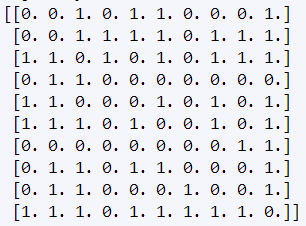 [[0. 0. 1. 0. 1. 1. 0. 0. 0. 1.]
[0. 0. 1. 1. 1. 1. 0. 1. 1. 1.]
[1. 1. 0. 1. 0. 1. 0. 1. 1. 1.]
[0. 1. 1. 0. 0. 0. 0. 0. 0. 0.]
[1. 1. 0. 0. 0. 1. 0. 1. 0. 1.]
[1. 1. 1. 0. 1. 0. 0. 1. 0. 1.]
[0. 0. 0. 0. 0. 0. 0. 0. 1. 1.]
[0. 1. 1. 0. 1. 1. 0. 0. 0. 1.]
[0. 1. 1. 0. 0. 0. 1. 0. 0. 1.]
[1. 1. 1. 0. 1. 1. 1. 1. 1. 0.]]